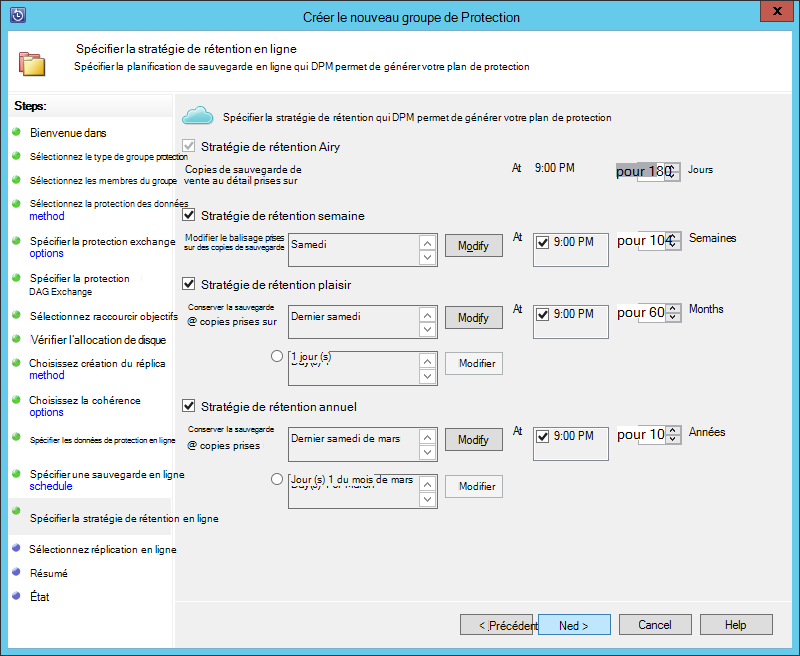 Créer le nouveau groupe de Protection
x
Spécifier la stratégie de rétention en ligne
Spécifier la planification de sauvegarde en ligne qui DPM permet de générer votre plan de protection
Steps:
Bienvenue dans
Sélectionnez le type de groupe protection
Sélectionnez les membres du groupe
Sélectionnez la protection des données
method
Spécifier la protection exchange
options
Spécifier la protection
DAG Exchange
Sélectionnez raccourcir objectifs
Vérifier l'allocation de disque
Choisissez création du réplica
method
Choisissez la cohérence
options
Spécifier les données de protection en ligne
Spécifier une sauvegarde en ligne
schedule
Spécifier la stratégie de rétention en ligne
Sélectionnez réplication en ligne
Résumé
État
Spécifier la stratégie de rétention qui DPM permet de générer votre plan de protection
Stratégie de rétention Airy
Copies de sauvegarde de
vente au détail prises sur
At 9:00 PM pour 180 Jours
Stratégie de rétention semaine
Modifier le balisage prises
sur des copies de sauvegarde
Samedi Modify At 9:00 PM pour 104 Semaines
Stratégie de rétention plaisir
Conserver la sauvegarde
@ copies prises sur
Dernier samedi Modify At 9:00 PM pour 60 Months
1 jour (s) Modifier
Stratégie de rétention annuel
Conserver la sauvegarde
@ copies prises
Dernier samedi de mars Modify At 9:00 PM pour 10 Années
Jour (s) 1 du mois de mars Modifier
< Précédent Ned > Cancel Help